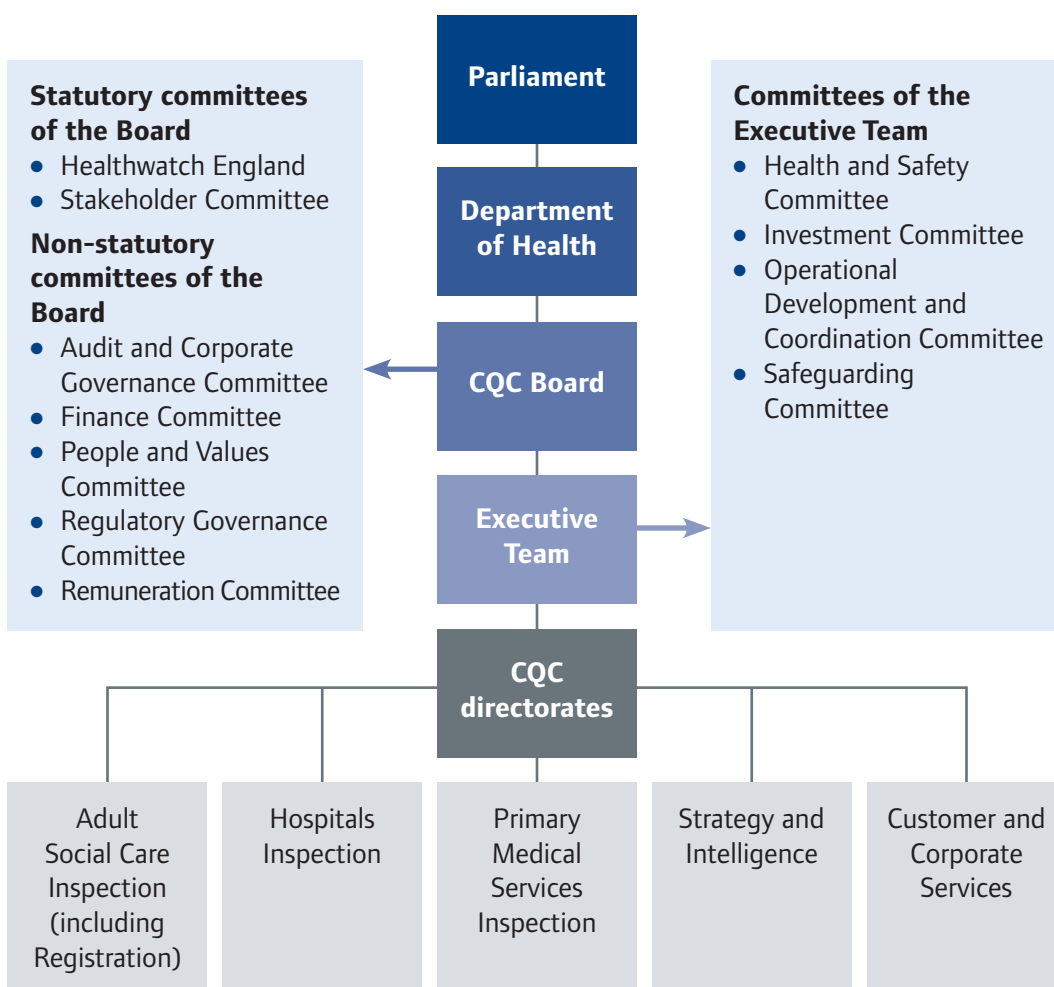 Parliament
Statutory committees
of the Board
● Healthwatch England
● Stakeholder Committee
Non-statutory
committees of the
Board
● Audit and Corporate
Governance Committee
● Finance Committee
● People and Values
Committee
● Regulatory Governance
Committee
● Remuneration Committee
Department
of Health
CQC Board
Executive
Team
Committees of the
Executive Team
● Health and Safety
Committee
● Investment Committee
● Operational
Development and
Coordination Committee
● Safeguarding
Committee
CQC
directorates
Adult
Social Care
Inspection
(including
Registration)
Hospitals
Inspection
Primary
Medical
Services
Inspection
Strategy and
Intelligence
Customer and
Corporate
Services